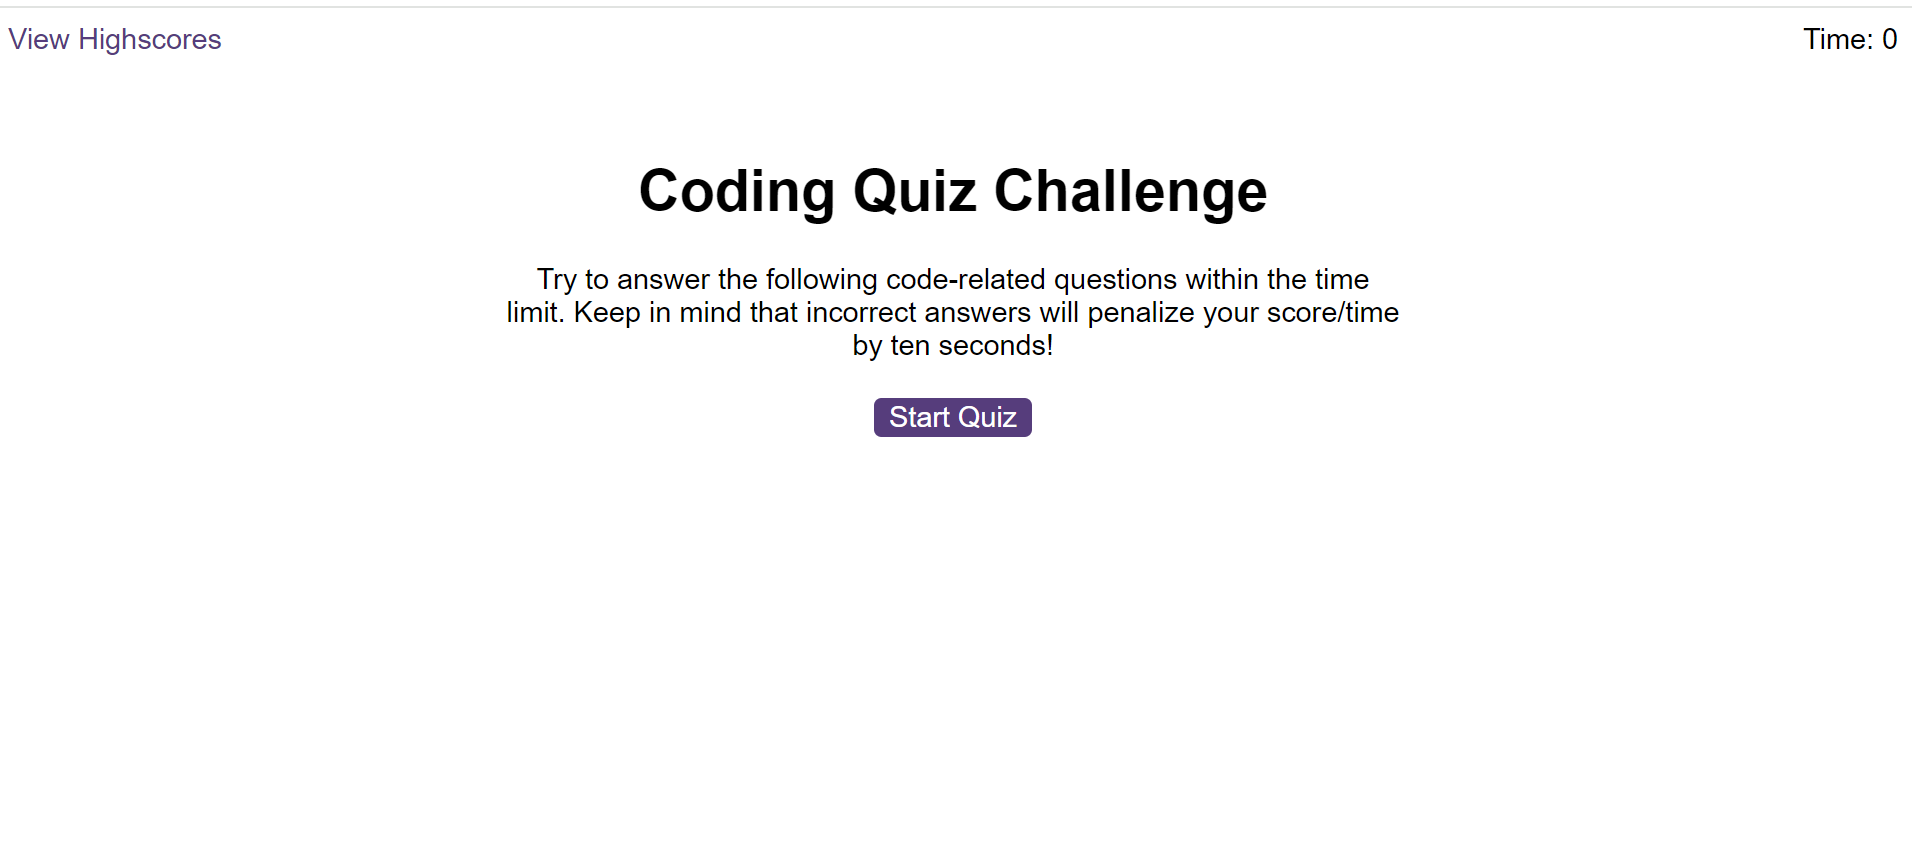 View Highscores
Time: 0
Coding Quiz Challenge
Try to answer the following code-related questions within the time
limit. Keep in mind that incorrect answers will penalize your score/time
by ten seconds!
Start Quiz